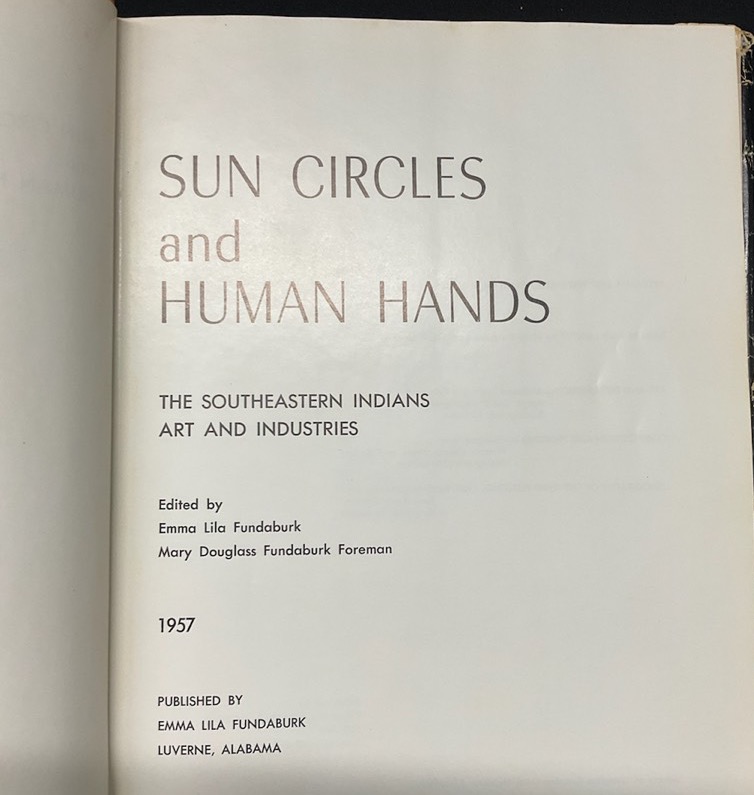 SUN CIRCLES
and
HUMAN HANDS
THE SOUTHEASTERN INDIANS
ART AND INDUSTRIES
Edited by
Emma Lila Fundaburk
Mary Douglass Fundaburk Foreman
1957
PUBLISHED BY
EMMA LILA FUNDABURK
LUVERNE, ALABAMA